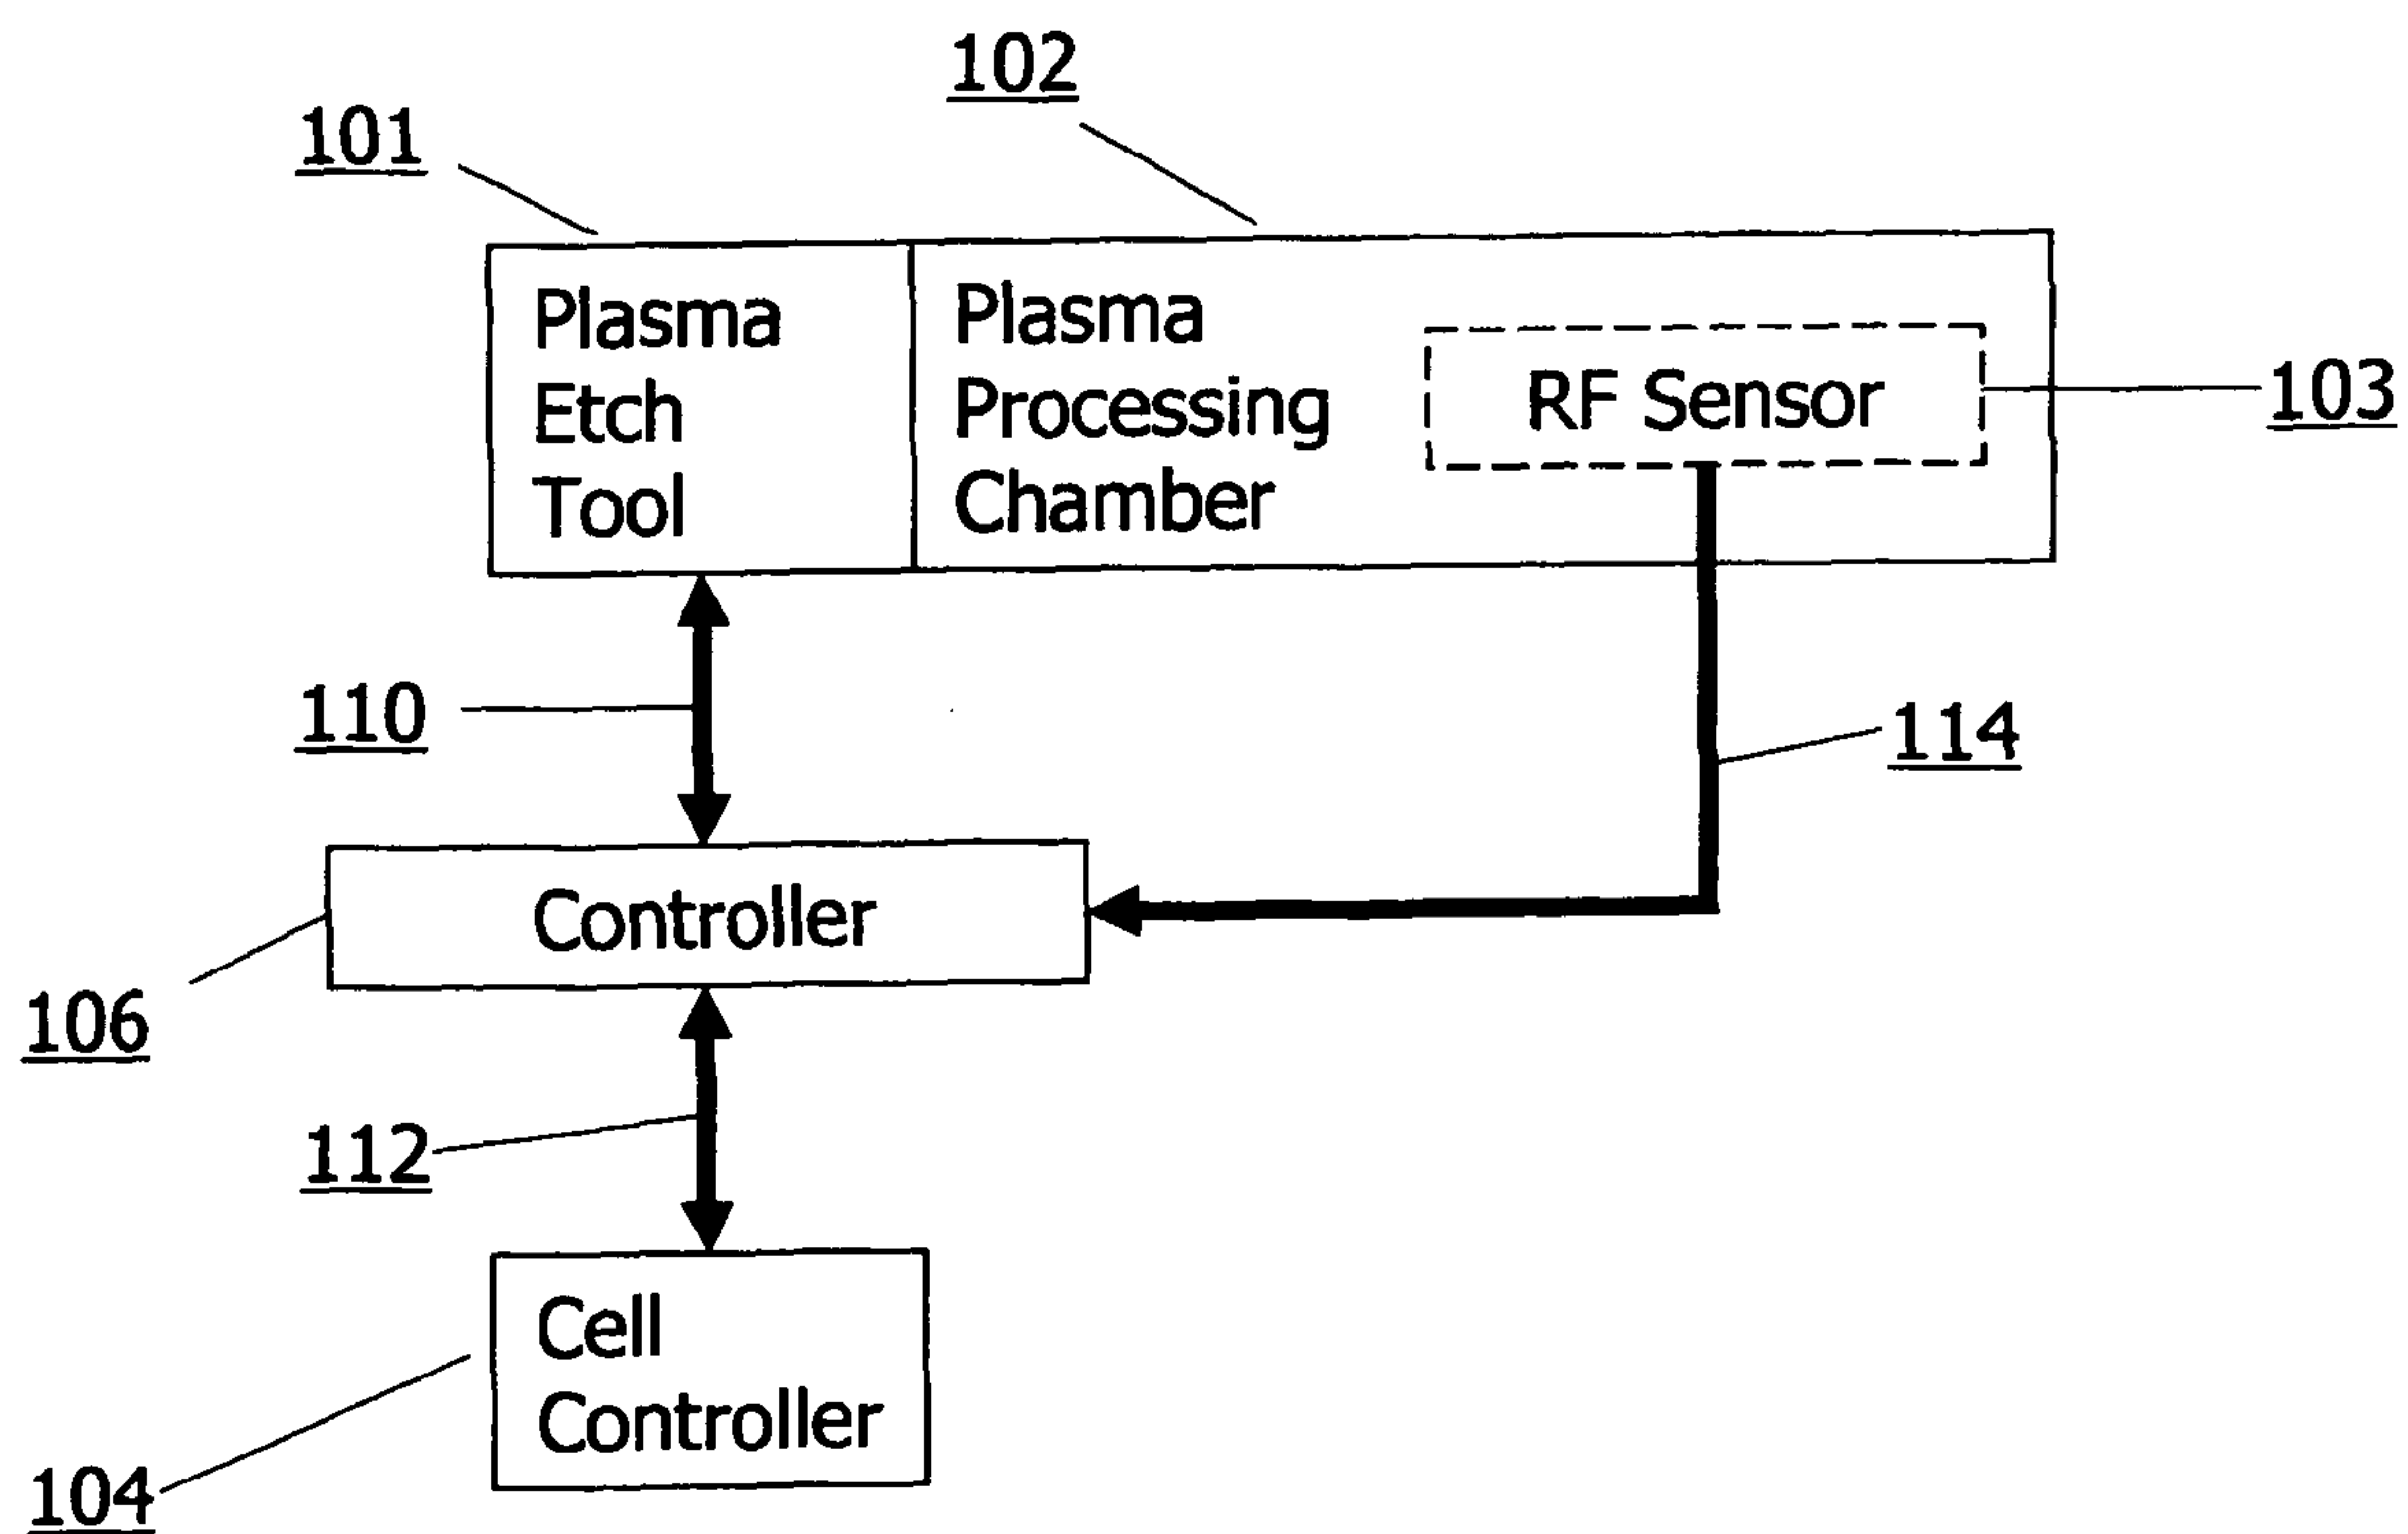 102
101
Plasma
Etch
Tool
Plasma
Processing
Chamber
RF Sensor
103
110
114
Controller
106
112
Cell
Controller
104